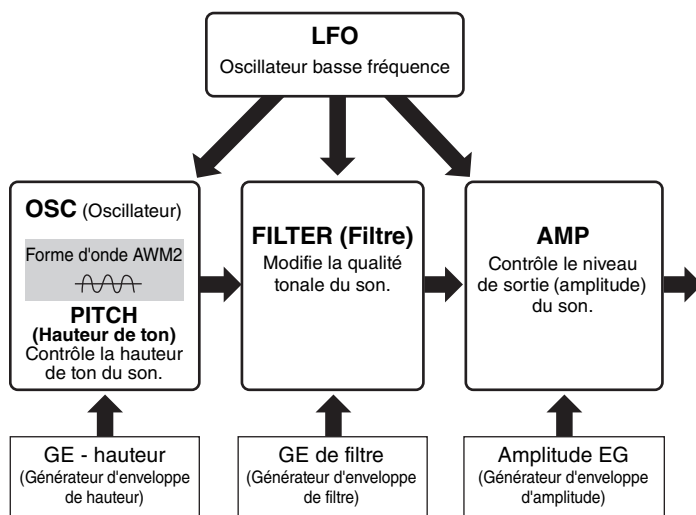 LFO
Oscillateur basse fréquence
OSC (Oscillateur)
Forme d'onde AWM2
PITCH
(Hauteur de ton)
Contrôle la hauteur
de ton du son.
FILTER (Filtre)
Modifie la qualité
tonale du son.
AMP
Contrôle le niveau
de sortie (amplitude)
du son.
GE - hauteur
(Générateur d'enveloppe
de hauteur)
GE de filtre
(Générateur d'enveloppe
de filtre)
Amplitude EG
(Générateur d'enveloppe
d'amplitude)